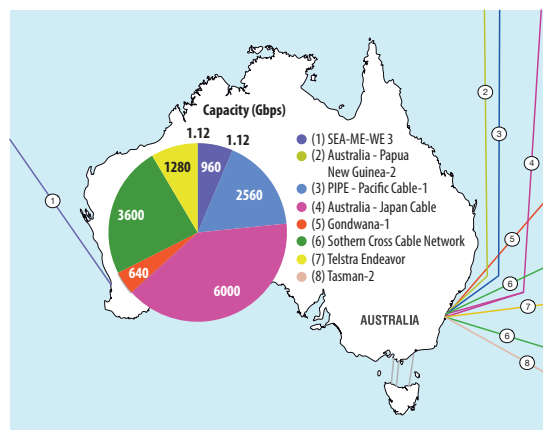 Capacity (Gbps)
1.12
1.12
1280
960
2560
3600
640
6000
(1) SEA-ME-WE 3
(2) Australia - Papua
New Guinea-2
(3) PIPE - Pacific Cable-1
(4) Australia - Japan Cable
(5) Gondwana-1
(6) Sothern Cross Cable Network
(7) Telstra Endeavor
(8) Tasman-2
AUSTRALIA
1
2
3
4
5
6
7
6
8